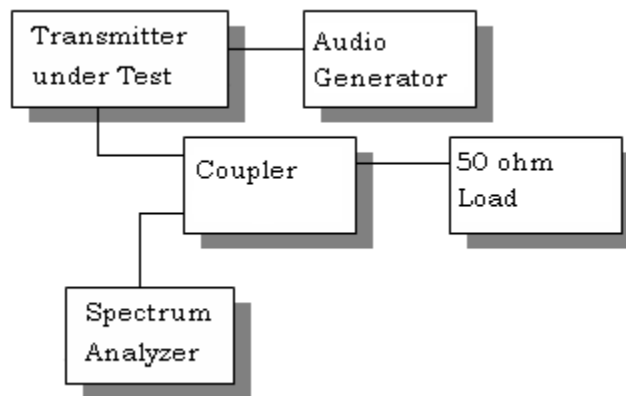 Transmitter
under Test
Audio
Generator
Coupler
50 ohm
Load
Spectrum
Analyzer